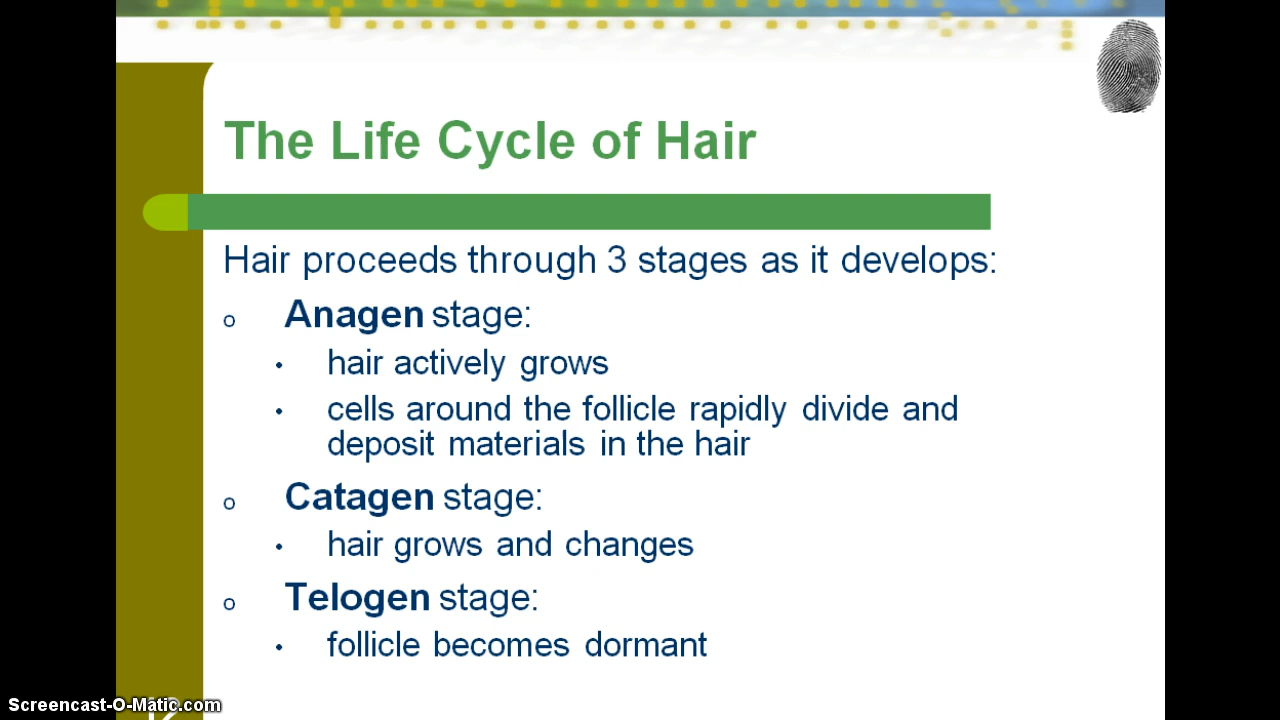 The Life Cycle of Hair
Hair proceeds through 3 stages as it develops:
o Anagen stage:
• hair actively grows
• cells around the follicle rapidly divide and
deposit materials in the hair
o Catagen stage:
• hair grows and changes
o Telogen stage:
• follicle becomes dormant
Screencast-O-Matic.com